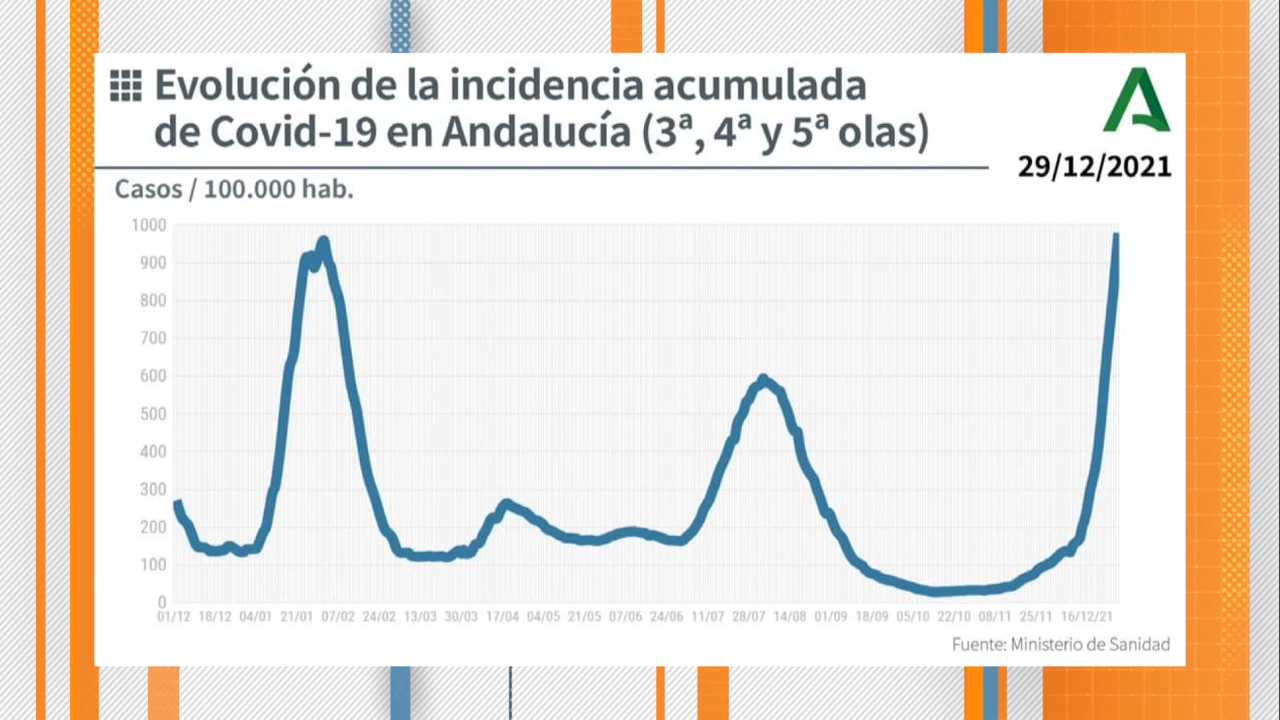 Evolución de la incidencia acumulada
de Covid-19 en Andalucía (3ª, 4ª y 5ª olas)
29/12/2021
Casos / 100.000 hab.
1000
900
800
700
600
500
400
300
200
100
0
01/12 18/12 04/01 21/01 07/02 24/02 13/03 30/03 17/04 04/05 21/05 07/06 24/06 11/07 28/07 14/08 01/09 18/09 05/10 22/10 08/11 25/11 16/12/21
Fuente: Ministerio de Sanidad